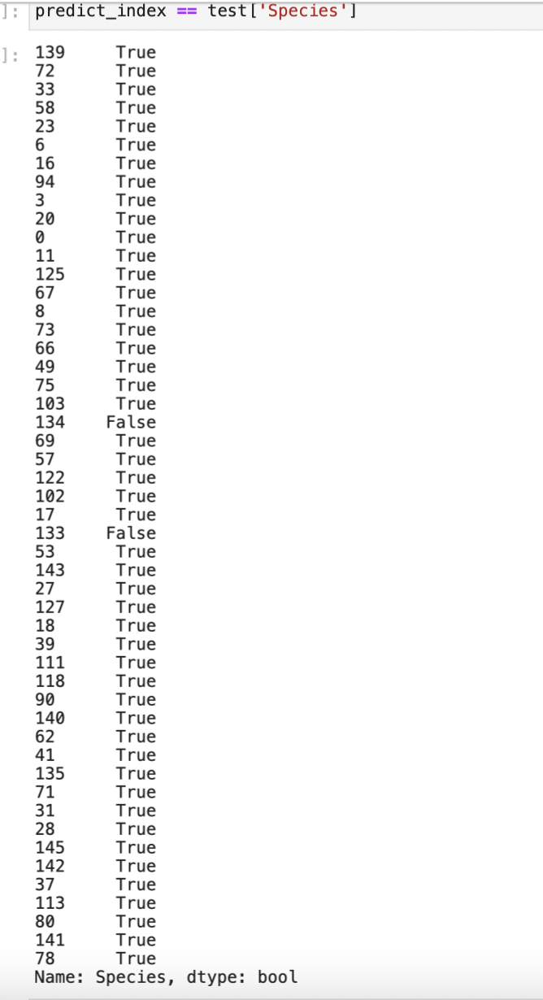 ]: predict_index == test['Species']
]: 139 True
72 True
33 True
58 True
23 True
6 True
16 True
94 True
3 True
20 True
0 True
11 True
125 True
67 True
8 True
73 True
66 True
49 True
75 True
103 True
134 False
69 True
57 True
122 True
102 True
17 True
133 False
53 True
143 True
27 True
127 True
18 True
39 True
111 True
118 True
90 True
140 True
62 True
41 True
135 True
71 True
31 True
28 True
145 True
142 True
37 True
113 True
80 True
141 True
78 True
Name: Species, dtype: bool